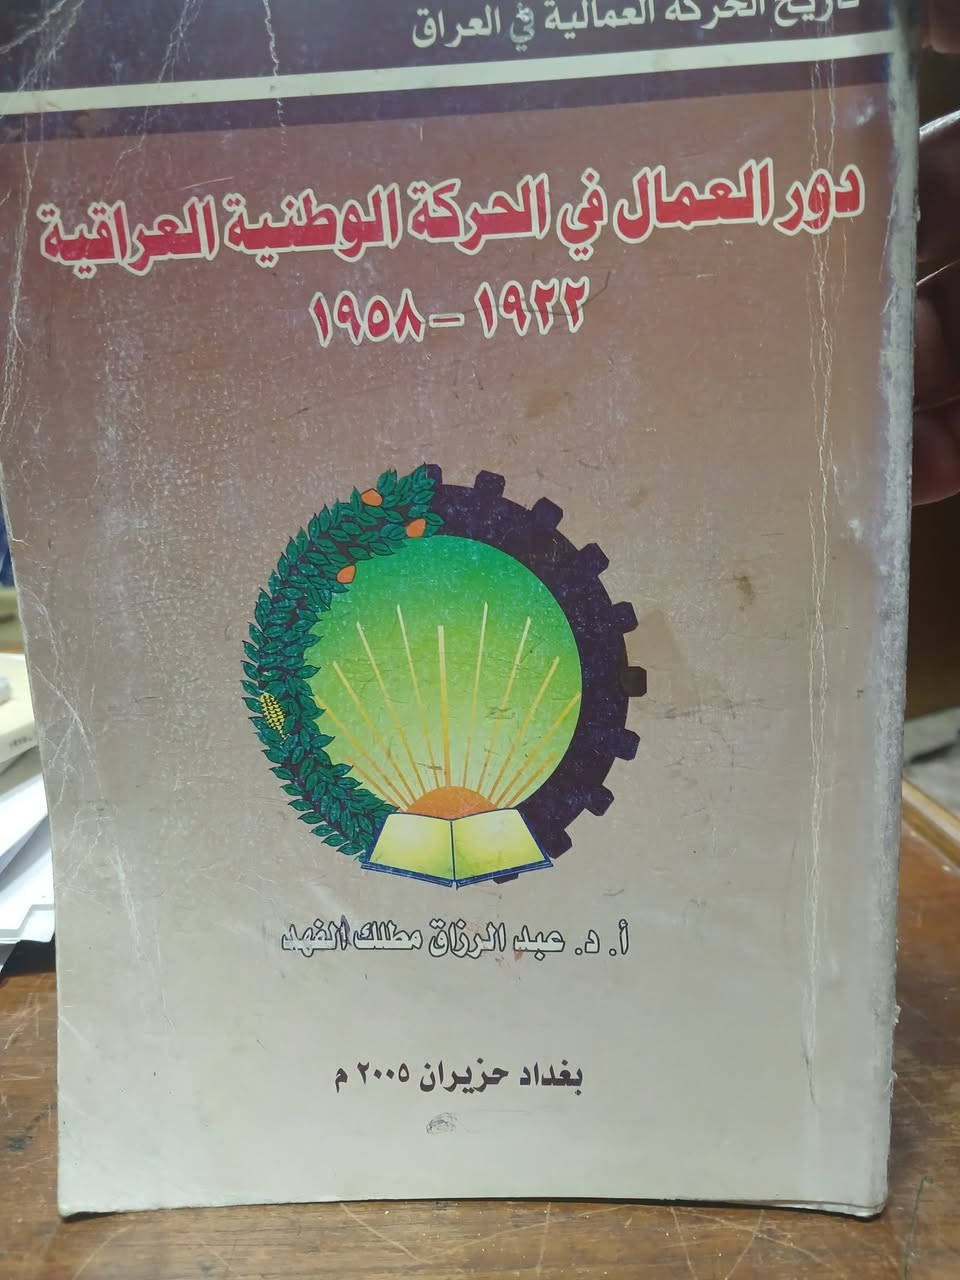 تاريخ الحركة العمالية في العراق
دور العمال في الحركة الوطنية العراقية
١٩٢٢ - ١٩٥٨
أ. د. عبد الرزاق مطلك الفهد
بغداد حزيران ٢٠٠٥ م